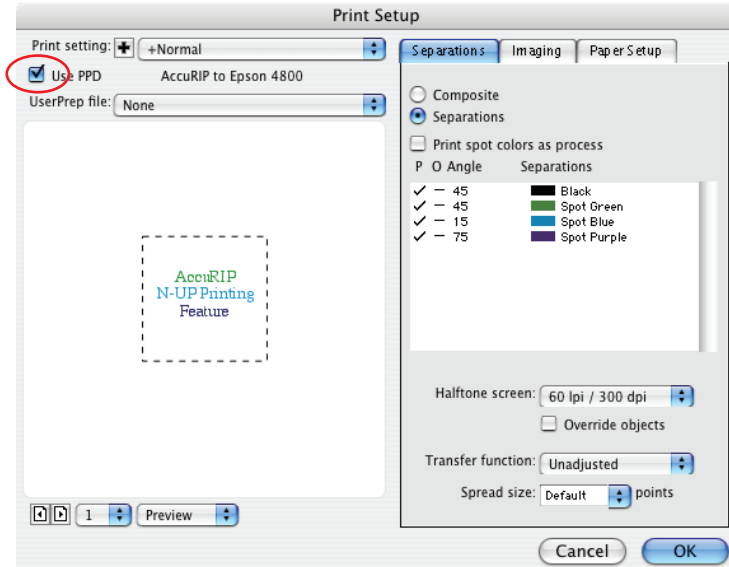 Print Setup
Print setting: +Normal
Use PPD AccuRIP to Epson 4800
UserPrep file: None
AccuRIP
N-UP Printing
Feature
1 Preview
Separations Imaging Paper Setup
Composite
Separations
Print spot colors as process
P O Angle Separations
45 Black
45 Spot Green
15 Spot Blue
75 Spot Purple
Halftone screen: 60 lpi / 300 dpi
Override objects
Transfer function: Unadjusted
Spread size: Default points
Cancel OK